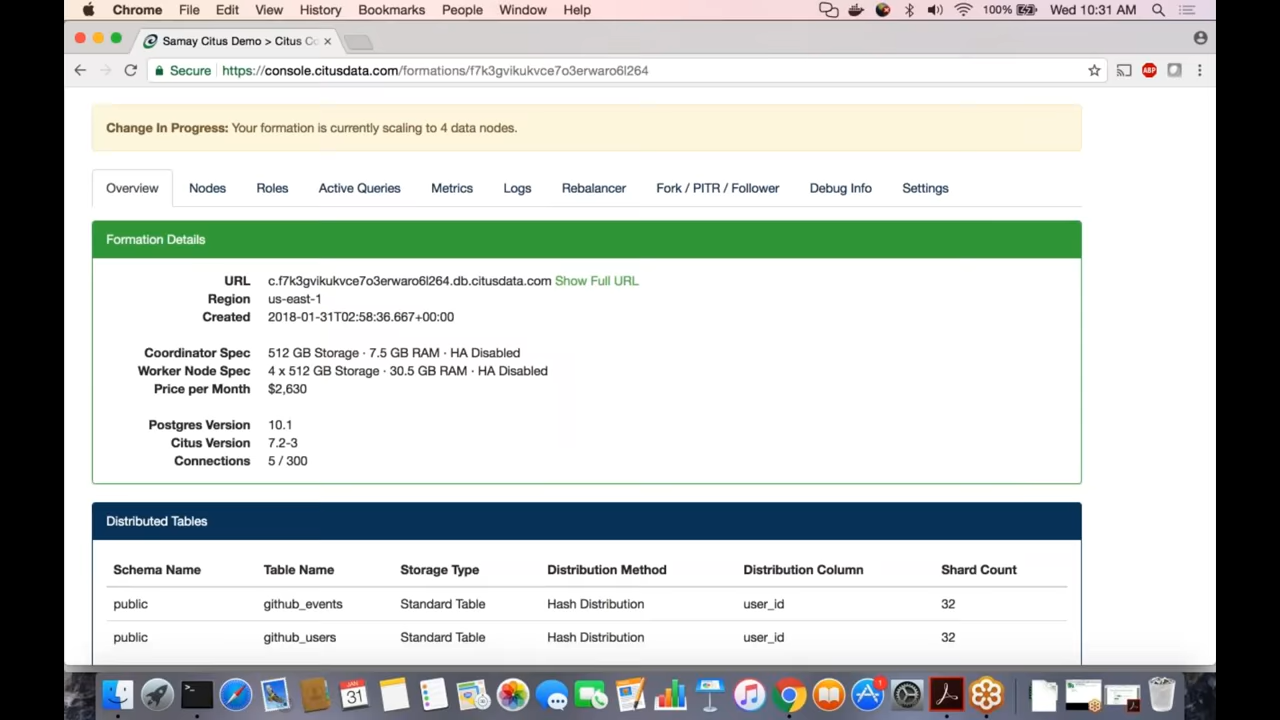 Chrome File Edit View History Bookmarks People Window Help 100% Wed 10:31 AM
Samay Citus Demo > Citus Co
Secure https://console.citusdata.com/formations/f7k3gvikukvce7o3erwaro6l264 ABP
Change In Progress: Your formation is currently scaling to 4 data nodes.
Overview Nodes Roles Active Queries Metrics Logs Rebalancer Fork / PITR / Follower Debug Info Settings
Formation Details
URL c.f7k3gvikukvce7o3erwaro6l264.db.citusdata.com Show Full URL
Region us-east-1
Created 2018-01-31T02:58:36.667+00:00
Coordinator Spec 512 GB Storage · 7.5 GB RAM · HA Disabled
Worker Node Spec 4 x 512 GB Storage · 30.5 GB RAM · HA Disabled
Price per Month $2,630
Postgres Version 10.1
Citus Version 7.2-3
Connections 5 / 300
Distributed Tables
Schema Name Table Name Storage Type Distribution Method Distribution Column Shard Count
public github_events Standard Table Hash Distribution user_id 32
public github_users Standard Table Hash Distribution user_id 32
JAN
31
1